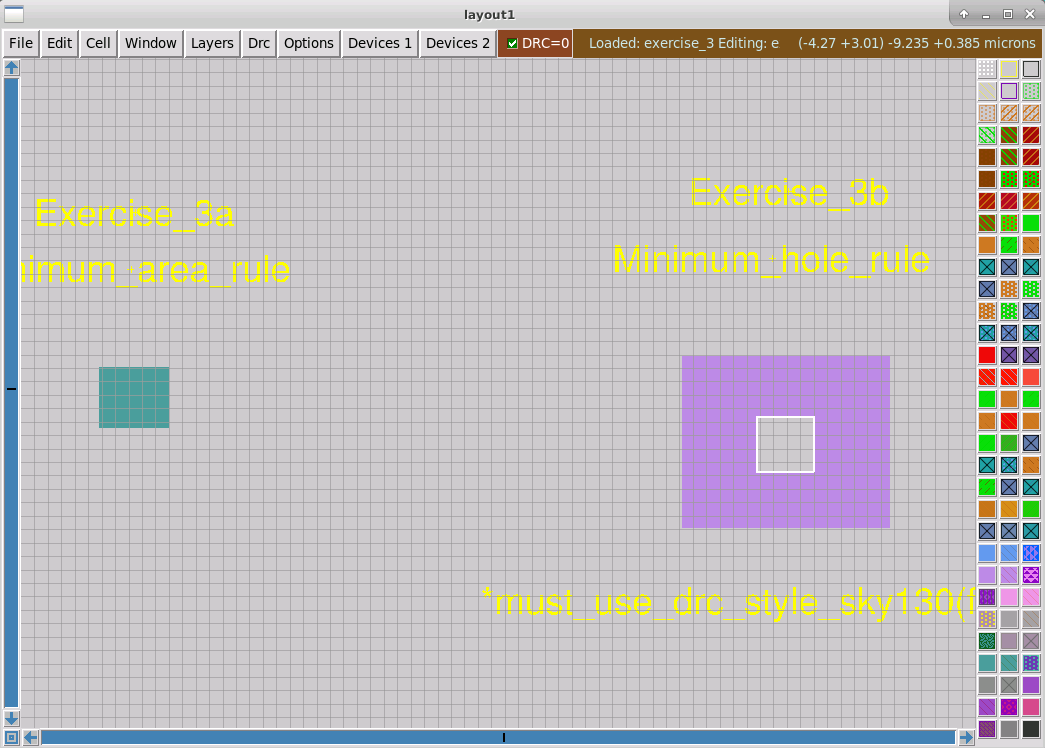 layout1
File Edit Cell Window Layers Drc Options Devices 1 Devices 2 DRC=0 Loaded: exercise_3 Editing: e (-4.27 +3.01) -9.235 +0.385 microns
Exercise_3a
Exercise_3b
nimum_area_rule
Minimum_hole_rule
*must_use_drc_style_sky130(f